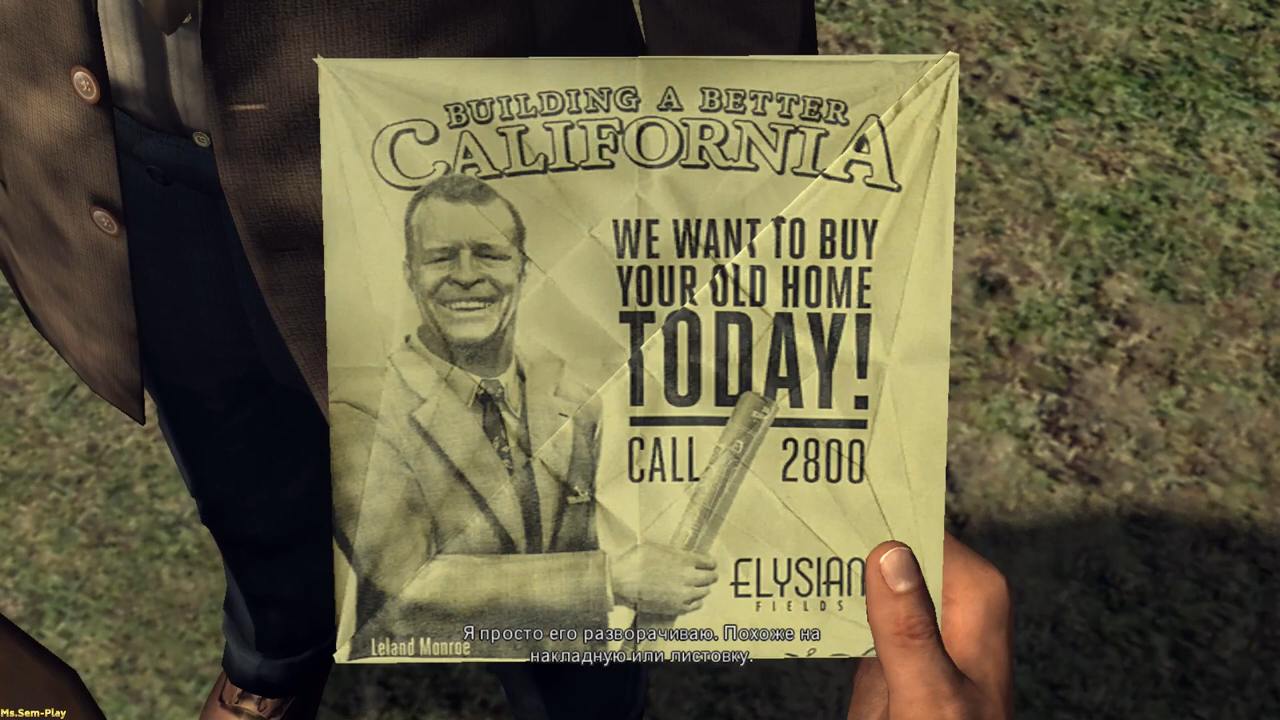 BUILDING A BETTER
CALIFORNIA
WE WANT TO BUY
YOUR OLD HOME
TODAY!
CALL 2800
ELYSIAN
FIELDS
Leland Monroe
Я просто его разворачиваю. Похоже на
накладную или листовку.
Ms.Sem-Play